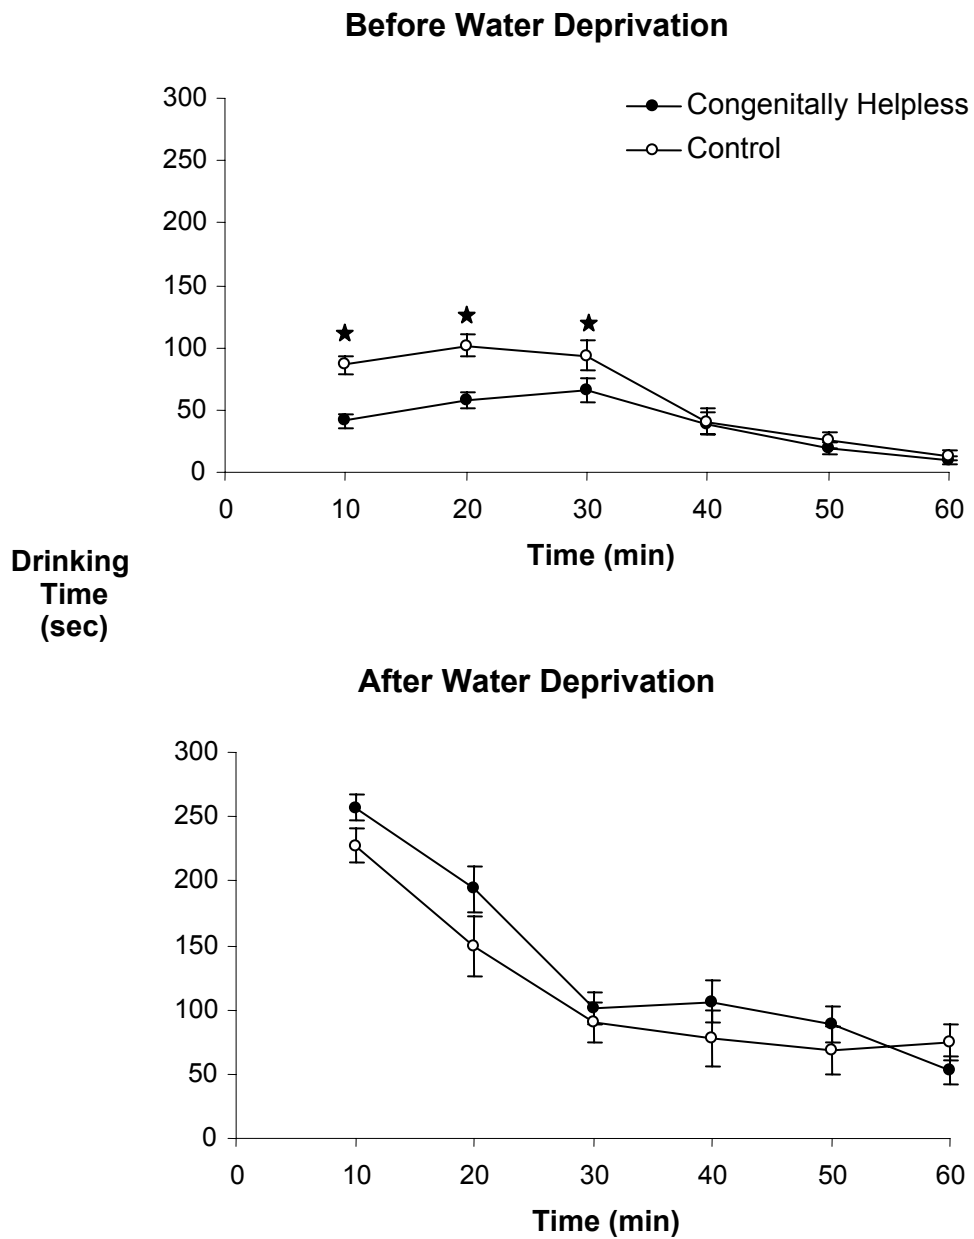 Before Water Deprivation
300
250
200
150
100
50
0
Congenitally Helpless
Control
★
★
★
0 10 20 30 40 50 60
Time (min)
Drinking
Time
(sec)
After Water Deprivation
300
250
200
150
100
50
0
0 10 20 30 40 50 60
Time (min)